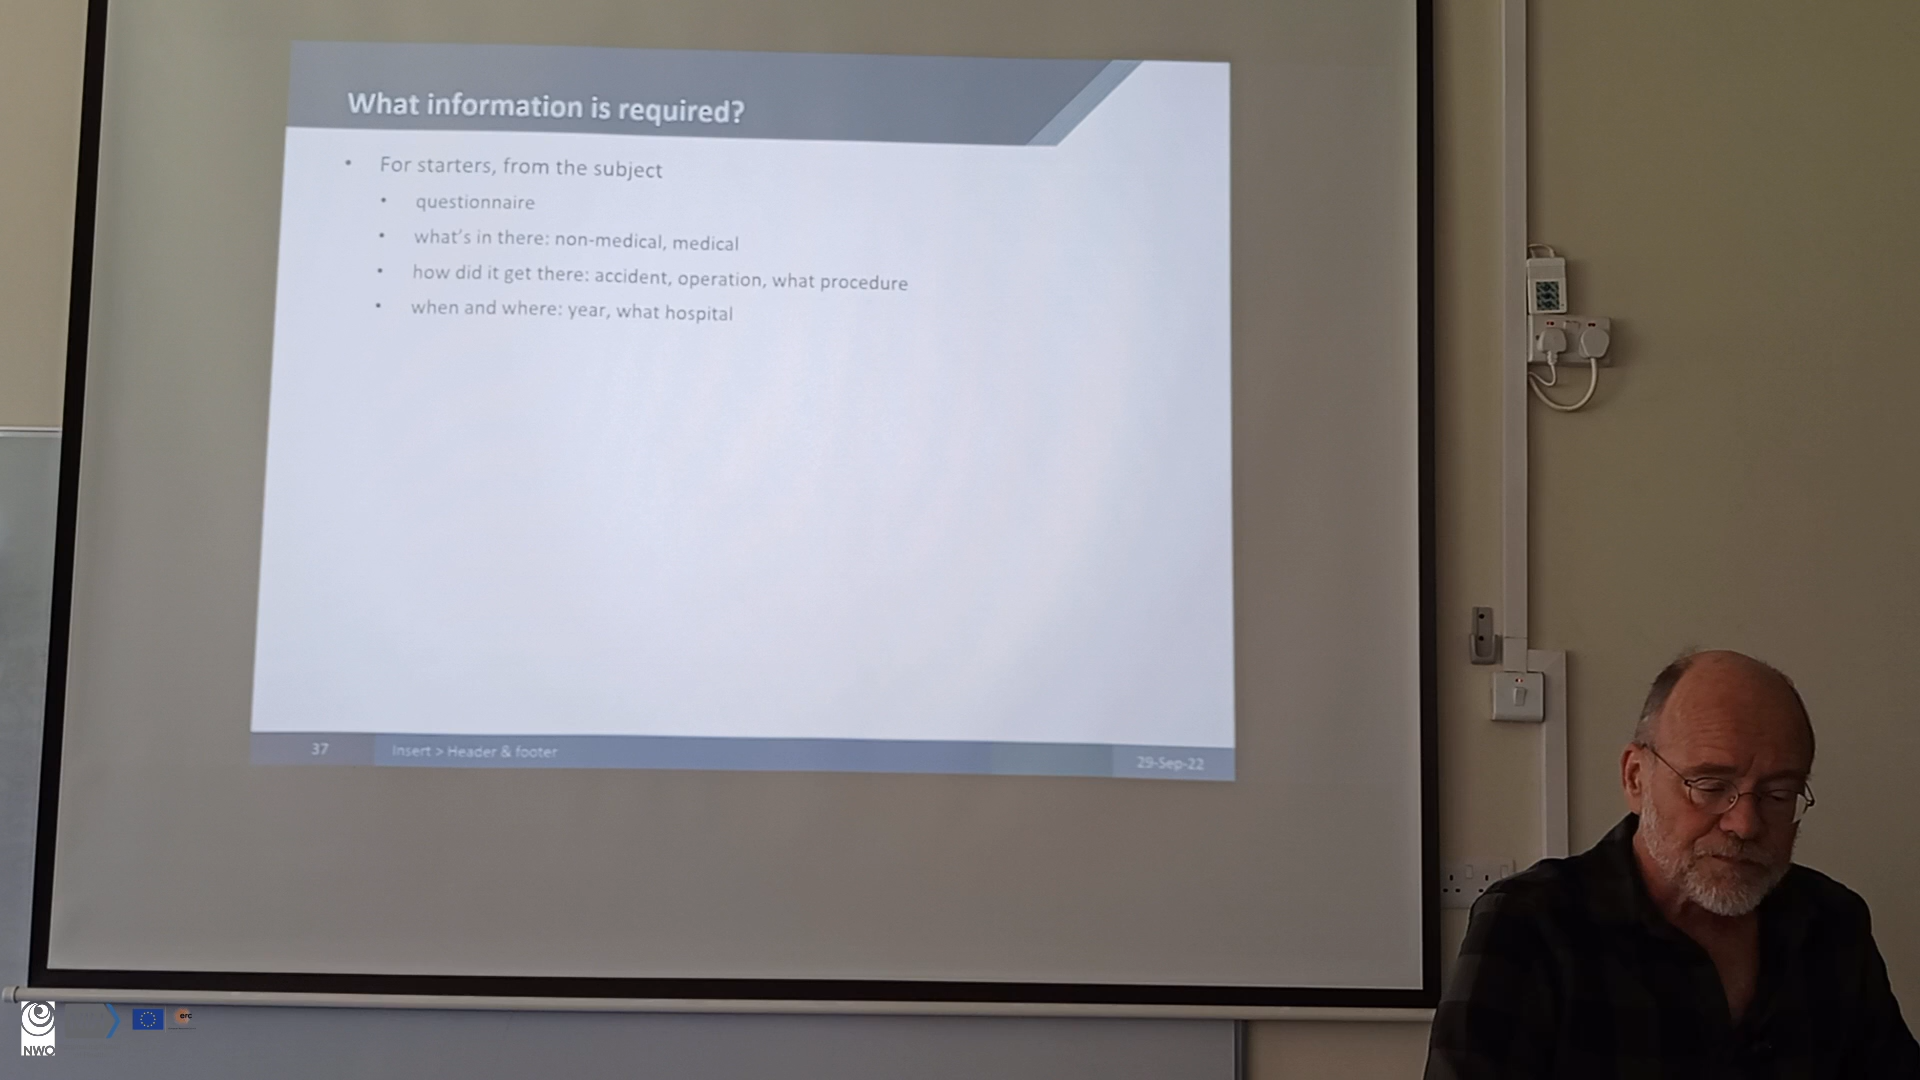 What information is required?
• For starters, from the subject
• questionnaire
• what's in there: non-medical, medical
• how did it get there: accident, operation, what procedure
• when and where: year, what hospital
37
Insert > Header & footer
29-Sep-22
NWO
erc